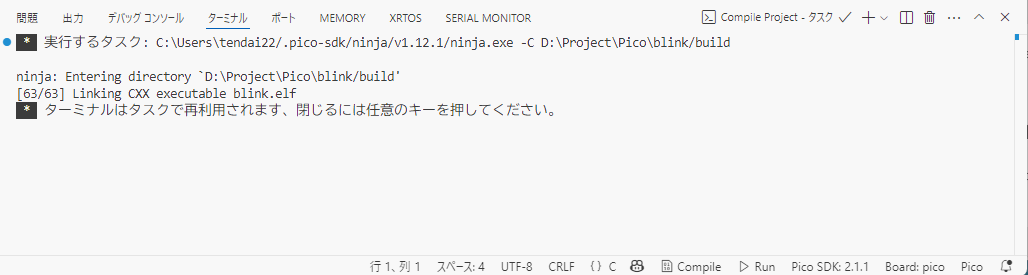 問題 出力 デバッグ コンソール ターミナル ポート MEMORY XRTOS SERIAL MONITOR Compile Project - タスク
* 実行するタスク: C:\Users\tendai22/.pico-sdk/ninja/v1.12.1/ninja.exe -C D:\Project\Pico\blink/build
ninja: Entering directory `D:\Project\Pico\blink/build'
[63/63] Linking CXX executable blink.elf
* ターミナルはタスクで再利用されます、閉じるには任意のキーを押してください。
行 1、列 1 スペース: 4 UTF-8 CRLF {} C Compile Run Pico SDK: 2.1.1 Board: pico Pico